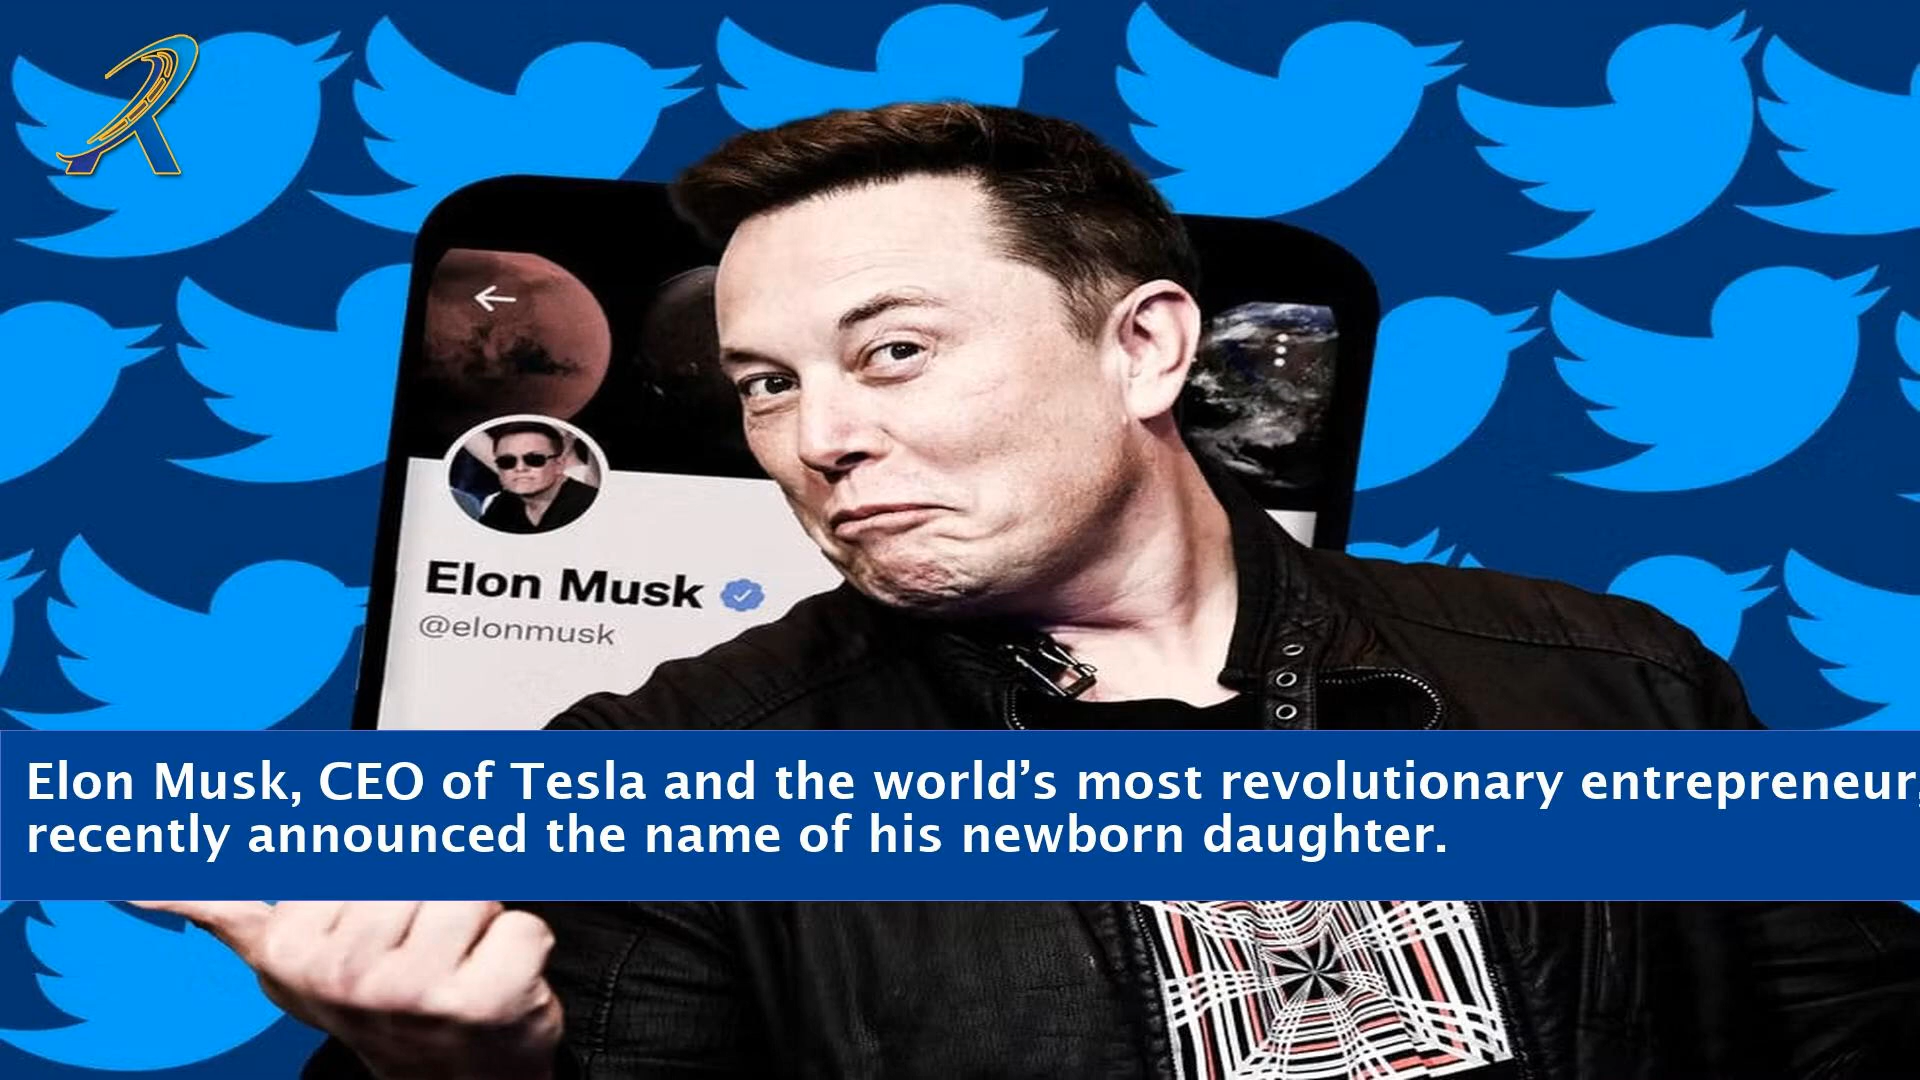 Elon Musk
@elonmusk
Elon Musk, CEO of Tesla and the world’s most revolutionary entrepreneur,
recently announced the name of his newborn daughter.